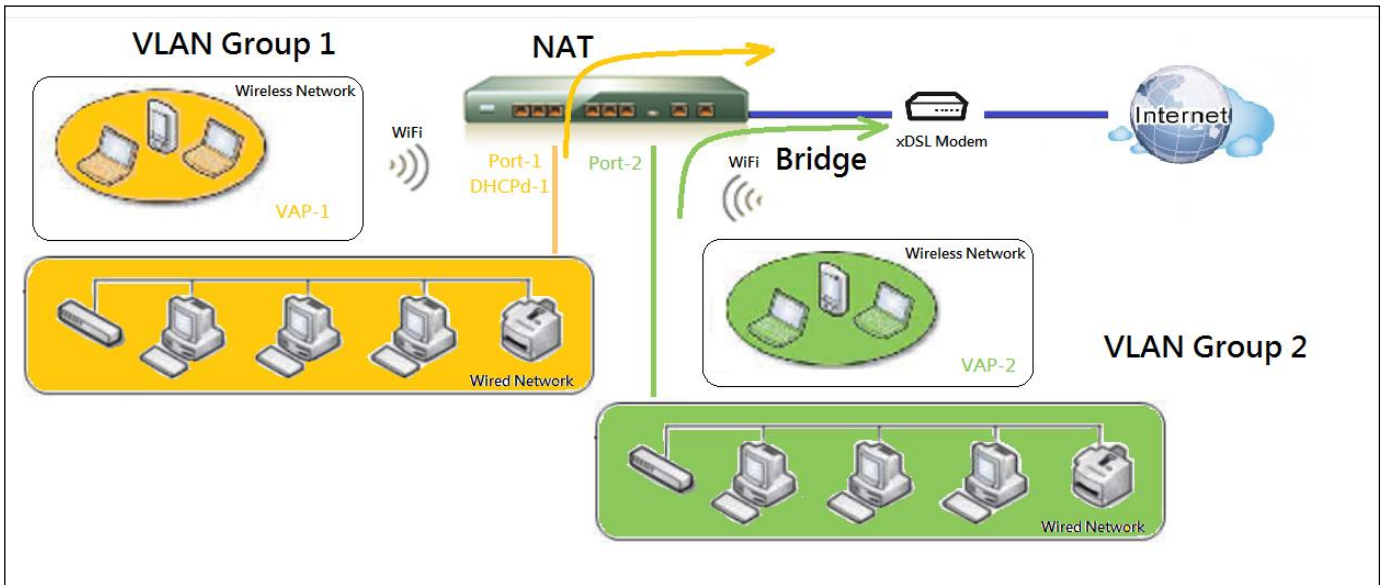 VLAN Group 1
NAT
Wireless Network
WiFi
VAP-1
Port-1
DHCPd-1
Port-2
WiFi
Bridge
xDSL Modem
Internet
Wireless Network
VAP-2
VLAN Group 2
Wired Network
Wired Network